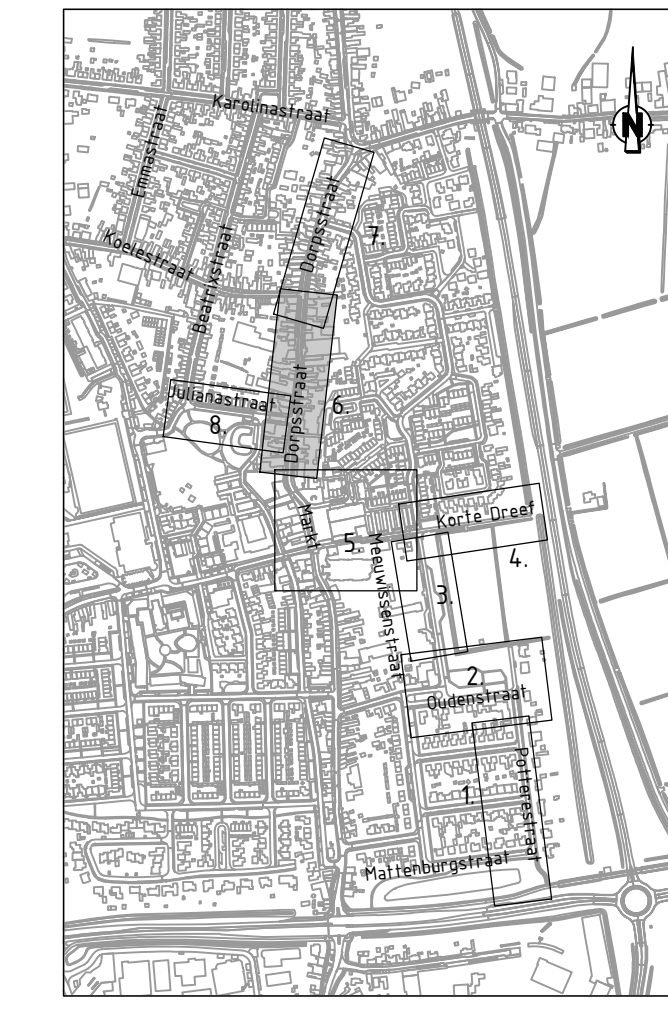 Karolinastraat
N
Emmastraat
Dorpsstraat
7.
Koelestraat
Beatrixstraat
Julianastraat
8.
Dorpsstraat
6.
Korte Dreef
Markt
5.
Meeuwissenstraat
4.
3.
2.
Oudenstraat
1.
Potterestraat
Mattenburgstraat